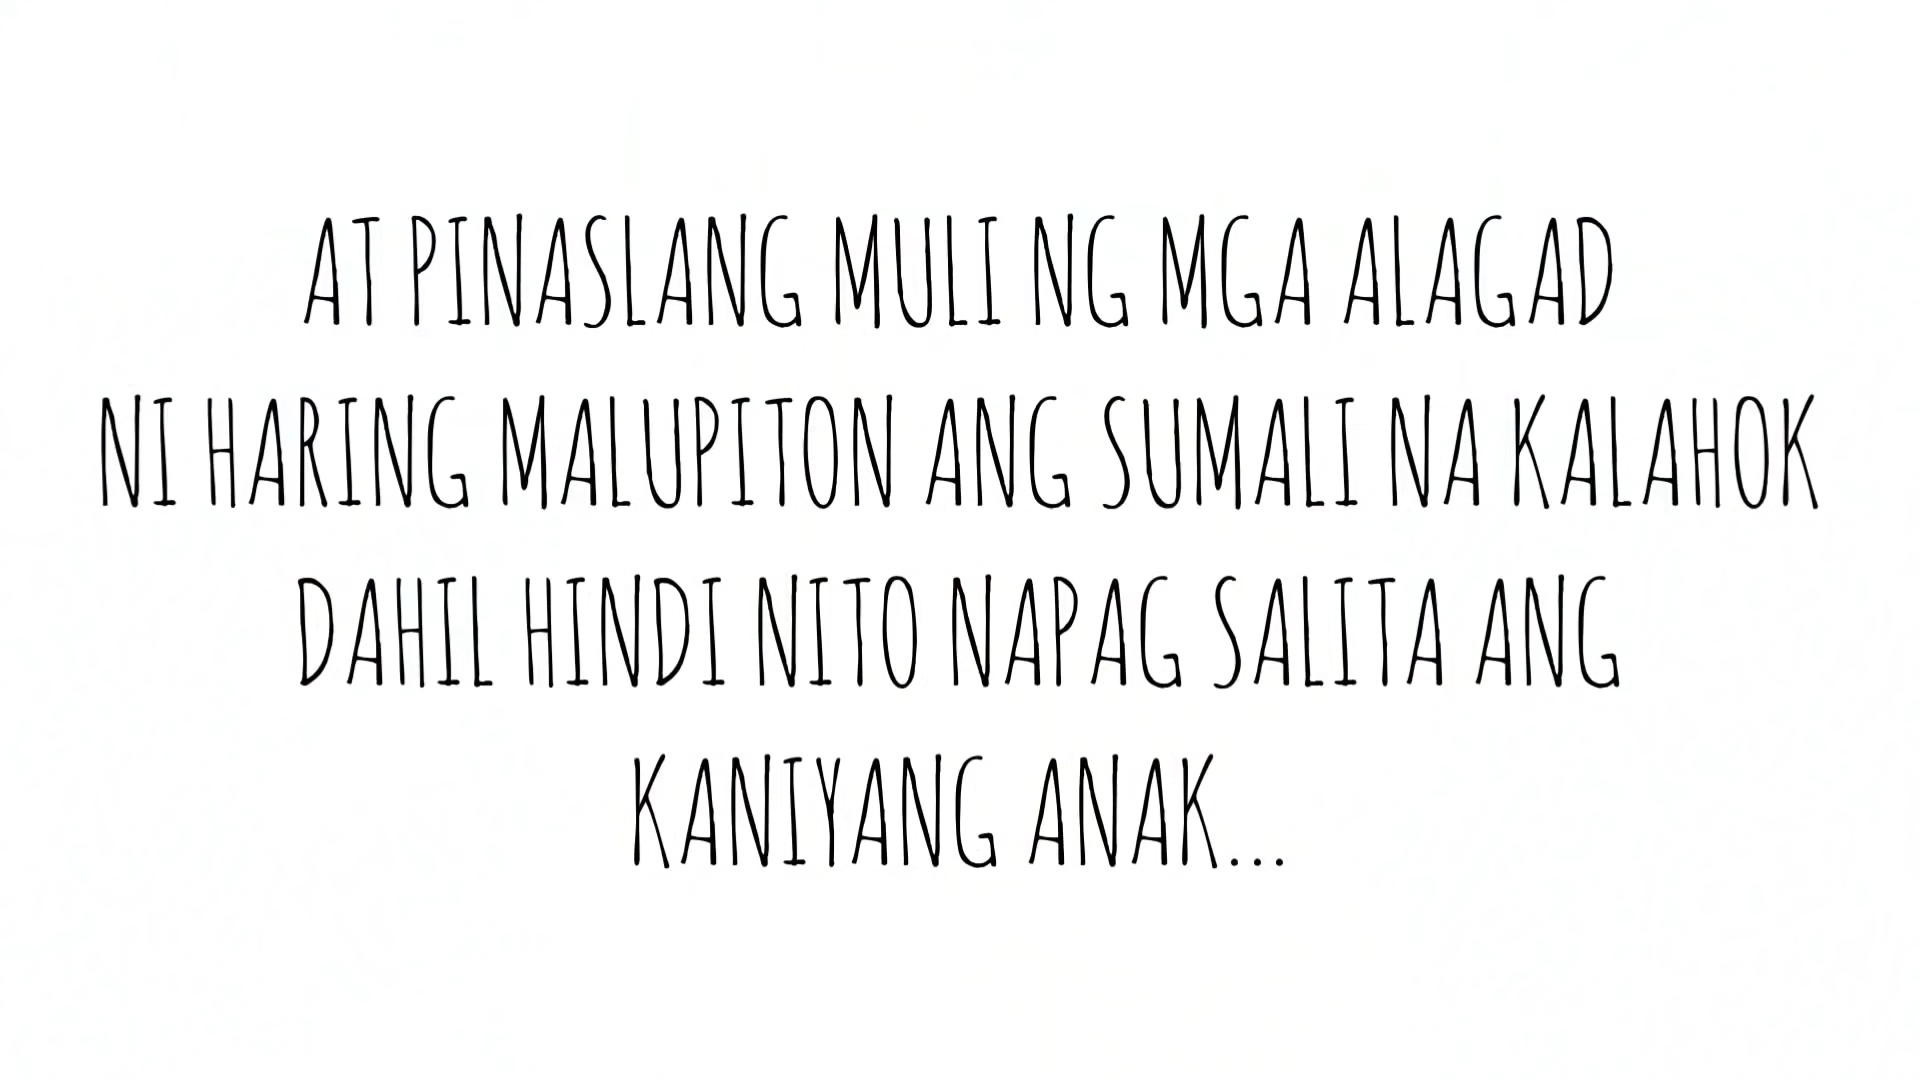 AT PINASLANG MULI NG MGA ALAGAD
NI HARING MALUPITON ANG SUMALI NA KALAHOK
DAHIL HINDI NITO NAPAG SALITA ANG
KANIYANG ANAK...